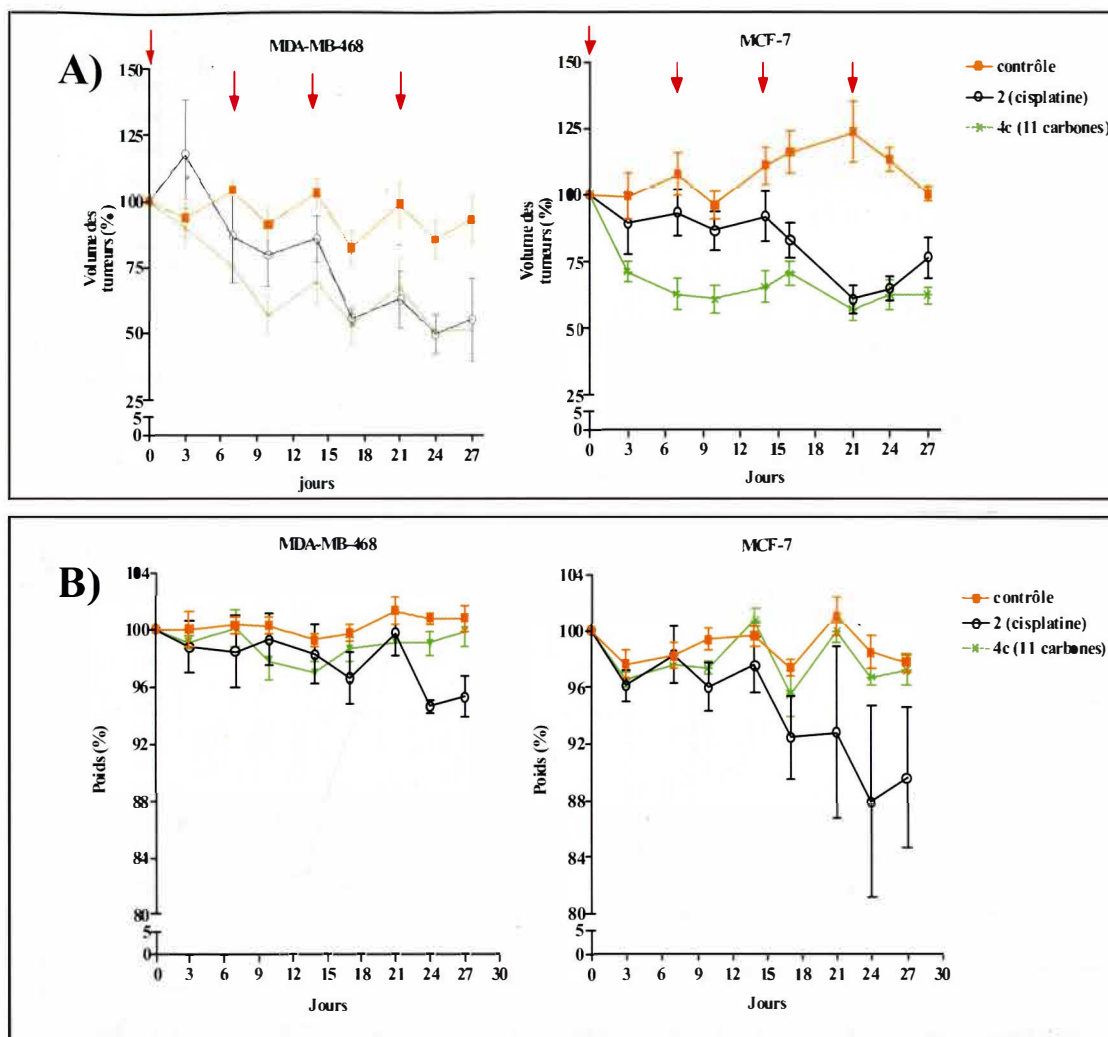 A)
MDA-MB-468
Volume des
tumeurs (%)
150
125
100
75
50
25
5
0
0 3 6 9 12 15 18 21 24 27
jours
MCF-7
Volume des
tumeurs (%)
150
125
100
75
50
25
5
0
0 3 6 9 12 15 18 21 24 27
Jours
contrôle
2 (cisplatine)
4c (11 carbones)
B)
MDA-MB-468
Poids (%)
104
100
96
92
88
84
80
5
0
0 3 6 9 12 15 18 21 24 27 30
Jours
MCF-7
Poids (%)
104
100
96
92
88
84
80
5
0
0 3 6 9 12 15 18 21 24 27 30
Jours
contrôle
2 (cisplatine)
4c (11 carbones)